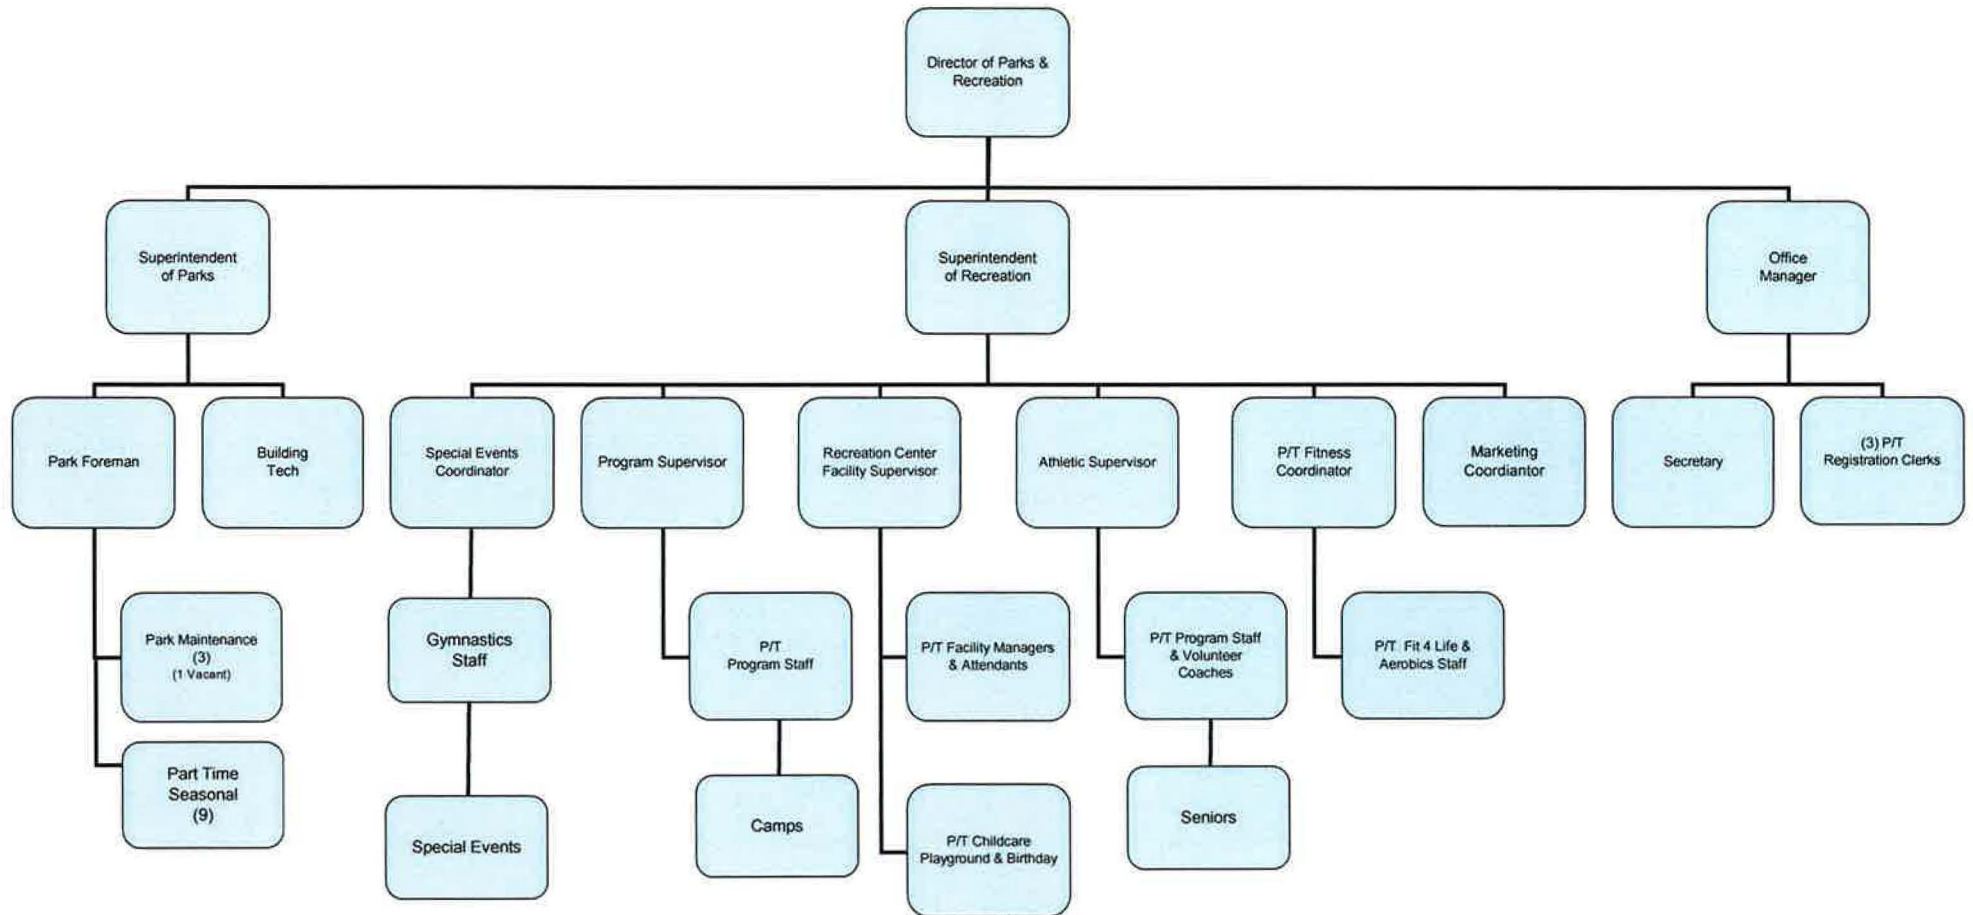 Director of Parks &
Recreation
Superintendent
of Parks
Superintendent
of Recreation
Office
Manager
Park Foreman
Building
Tech
Special Events
Coordinator
Program Supervisor
Recreation Center
Facility Supervisor
Athletic Supervisor
P/T Fitness
Coordinator
Marketing
Coordiantor
Secretary
(3) P/T
Registration Clerks
Park Maintenance
(3)
(1 Vacant)
Gymnastics
Staff
P/T
Program Staff
P/T Facility Managers
& Attendants
P/T Program Staff
& Volunteer
Coaches
P/T Fit 4 Life &
Aerobics Staff
Part Time
Seasonal
(9)
Special Events
Camps
P/T Childcare
Playground & Birthday
Seniors